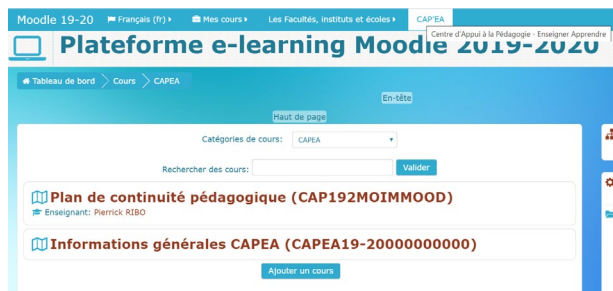 Moodle 19-20 Français (fr) Mes cours Les Facultés, instituts et écoles CAP'EA
Centre d'Appui à la Pédagogie - Enseigner Apprendre
Plateforme e-learning Moodle 2019-2020
Tableau de bord Cours CAPEA
En-tête
Haut de page
Catégories de cours: CAPEA
Rechercher des cours: Valider
Plan de continuité pédagogique (CAP192MOIMMOOD)
Enseignant: Pierrick RIBO
Informations générales CAPEA (CAPEA19-20000000000)
Ajouter un cours